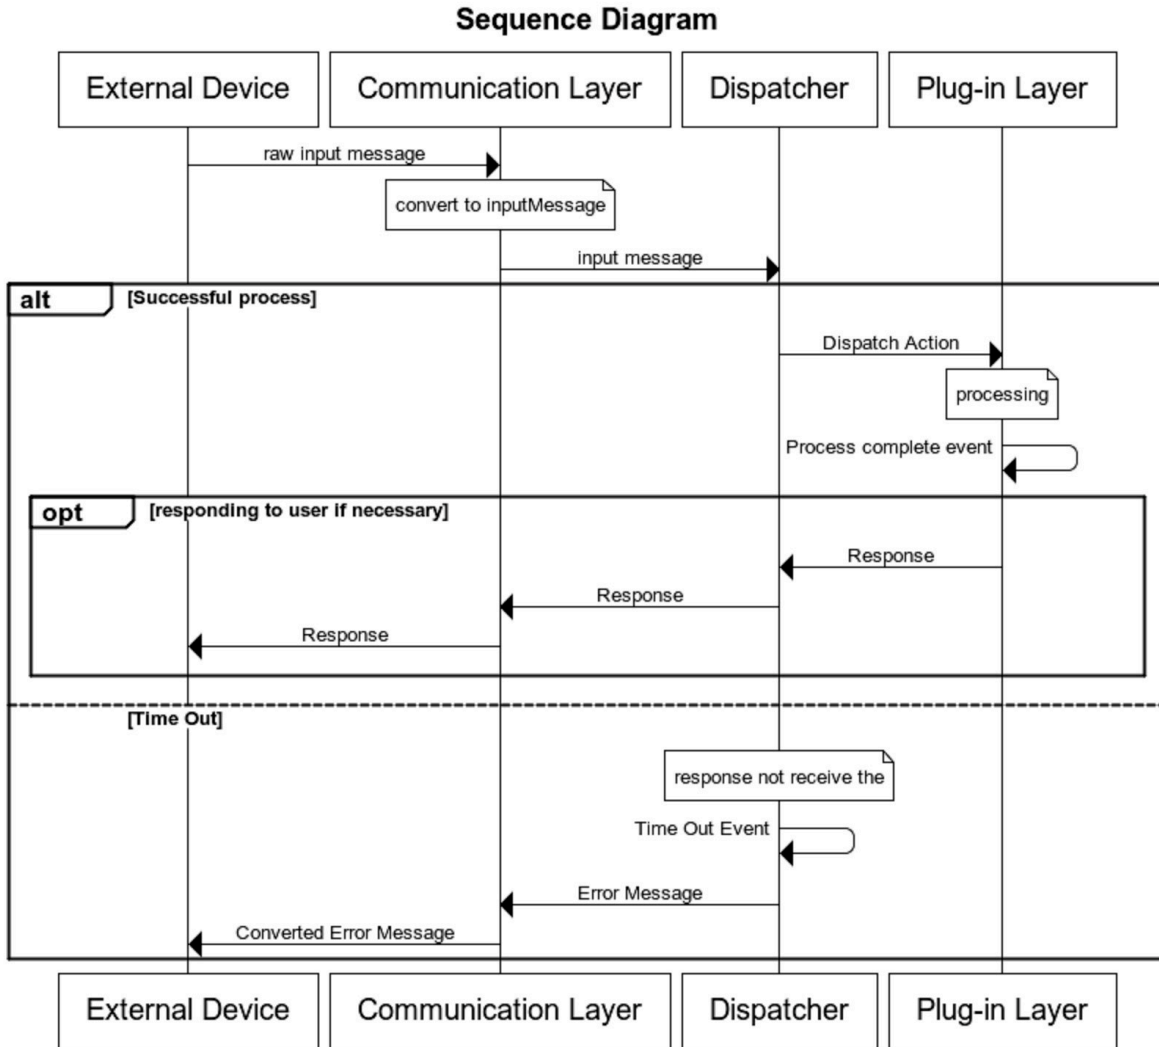 Sequence Diagram
External Device
Communication Layer
Dispatcher
Plug-in Layer
raw input message
convert to inputMessage
input message
alt
[Successful process]
Dispatch Action
processing
Process complete event
opt
[responding to user if necessary]
Response
Response
Response
[Time Out]
response not receive the
Time Out Event
Error Message
Converted Error Message
External Device
Communication Layer
Dispatcher
Plug-in Layer